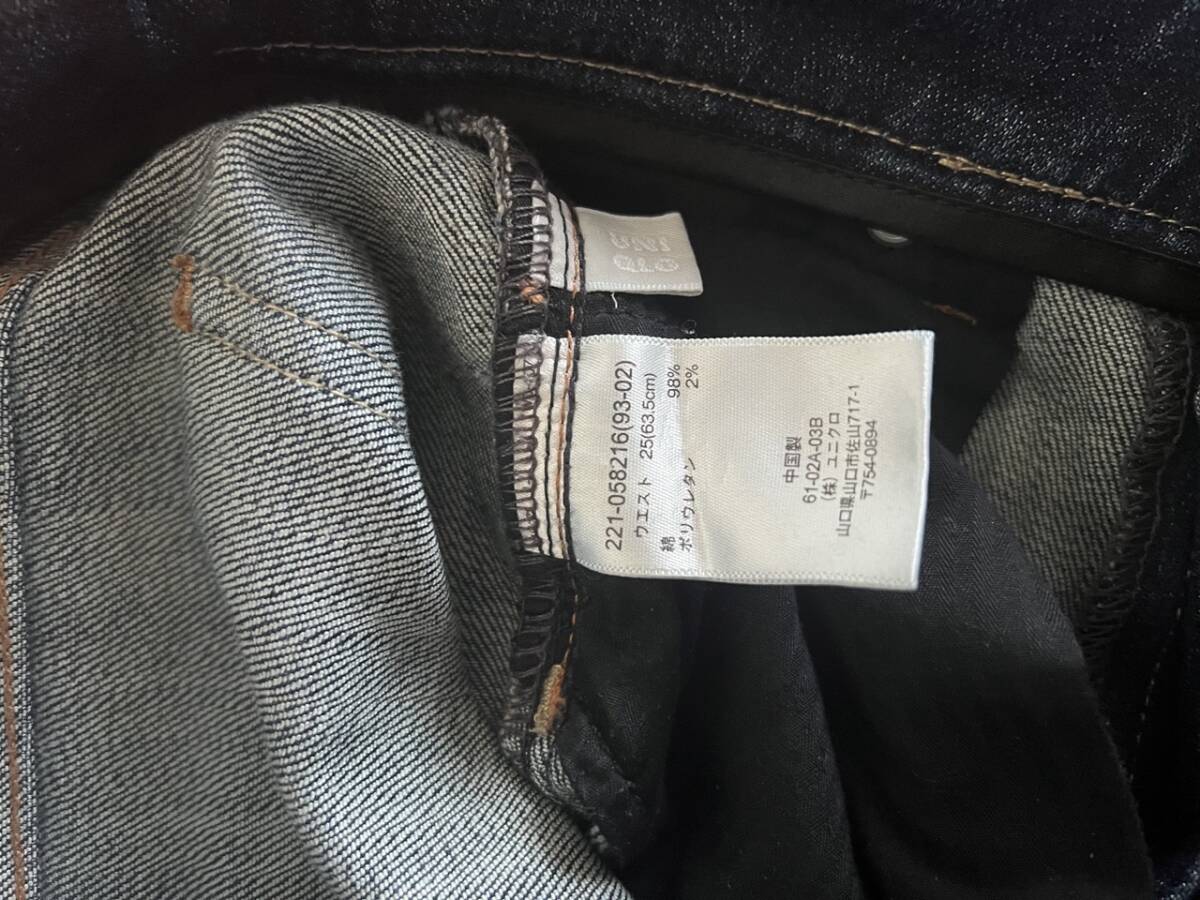 UNI
QLO
221-058216(93-02)
ウエスト 25(63.5cm)
綿 98%
ポリウレタン 2%
中国製
61-02A-03B
(株) ユニクロ
山口県山口市佐山717-1
〒754-0894